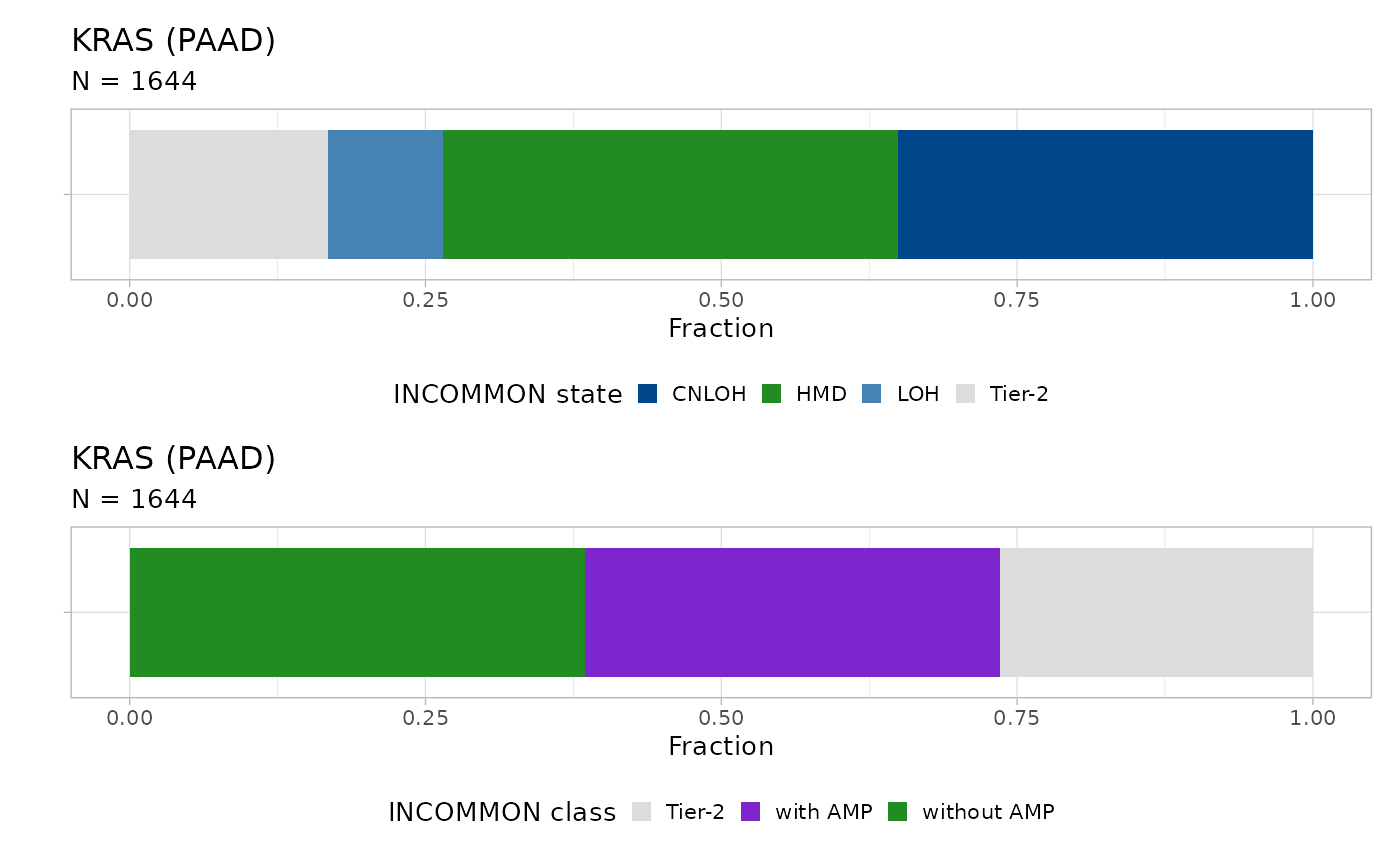 KRAS (PAAD)
N = 1644
0.00 0.25 0.50 0.75 1.00
Fraction
INCOMMON state CNLOH HMD LOH Tier-2
KRAS (PAAD)
N = 1644
0.00 0.25 0.50 0.75 1.00
Fraction
INCOMMON class Tier-2 with AMP without AMP